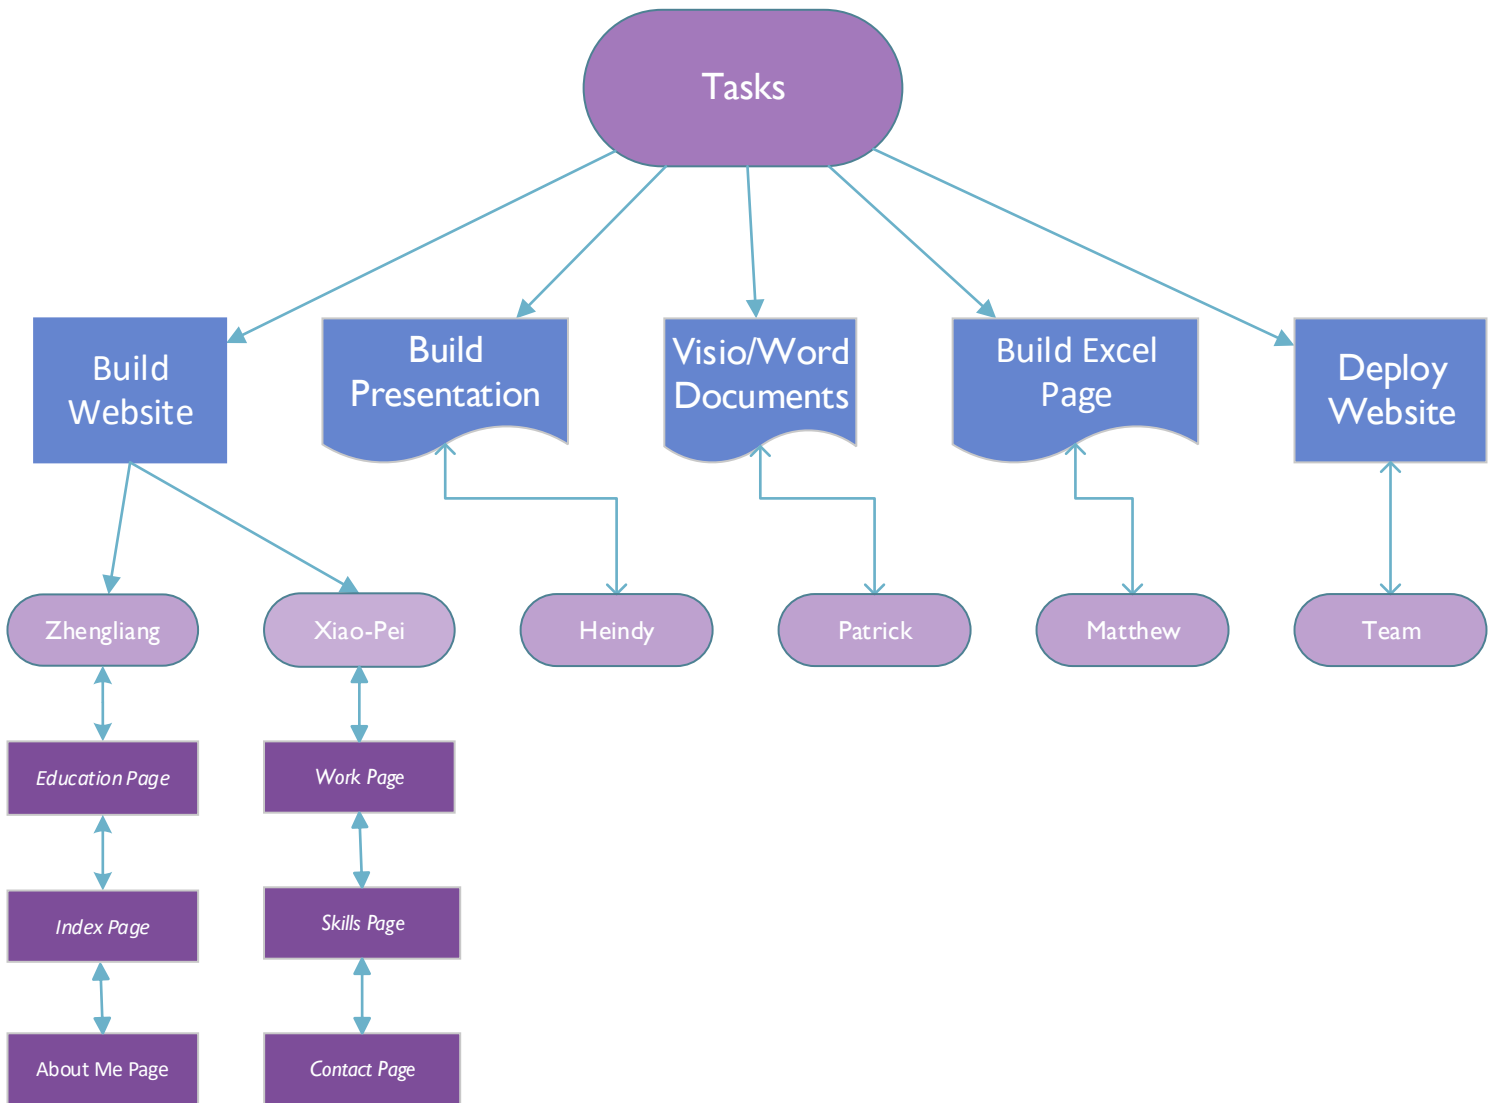 Tasks
Build
Website
Build
Presentation
Visio/Word
Documents
Build Excel
Page
Deploy
Website
Zhengliang
Xiao-Pei
Heindy
Patrick
Matthew
Team
Education Page
Work Page
Index Page
Skills Page
About Me Page
Contact Page